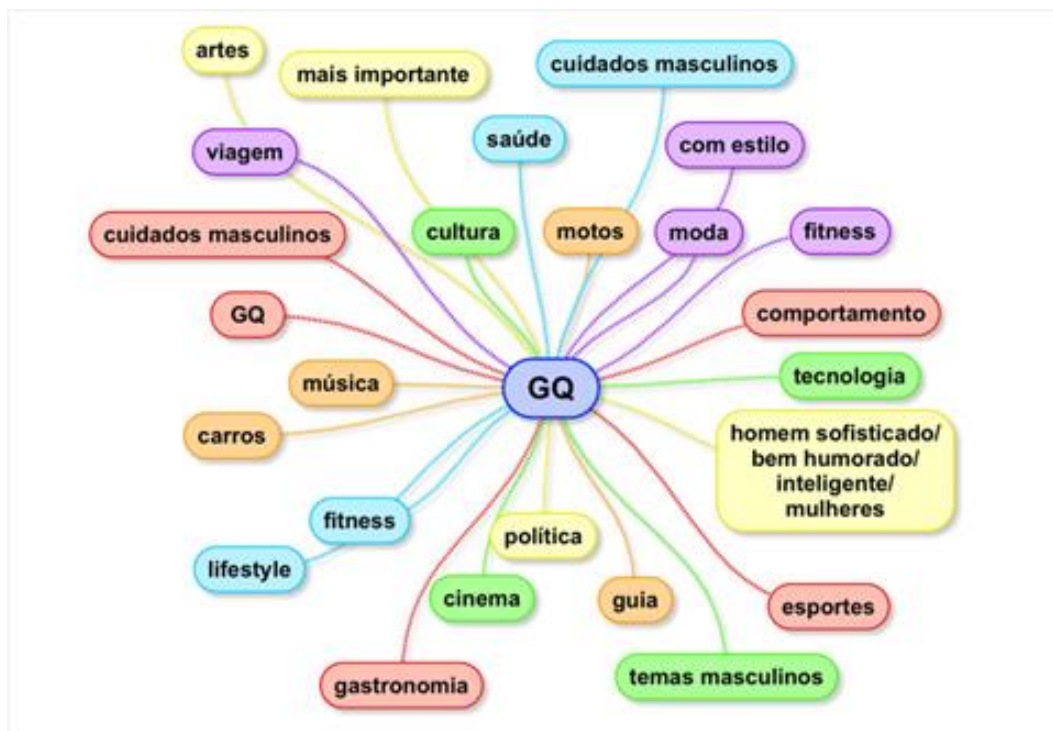 artes
mais importante
cuidados masculinos
saúde
viagem
com estilo
cuidados masculinos
cultura
motos
moda
fitness
GQ
comportamento
música
GQ
tecnologia
carros
homem sofisticado/
bem humorado/
inteligente/
mulheres
fitness
política
lifestyle
cinema
guia
esportes
gastronomia
temas masculinos